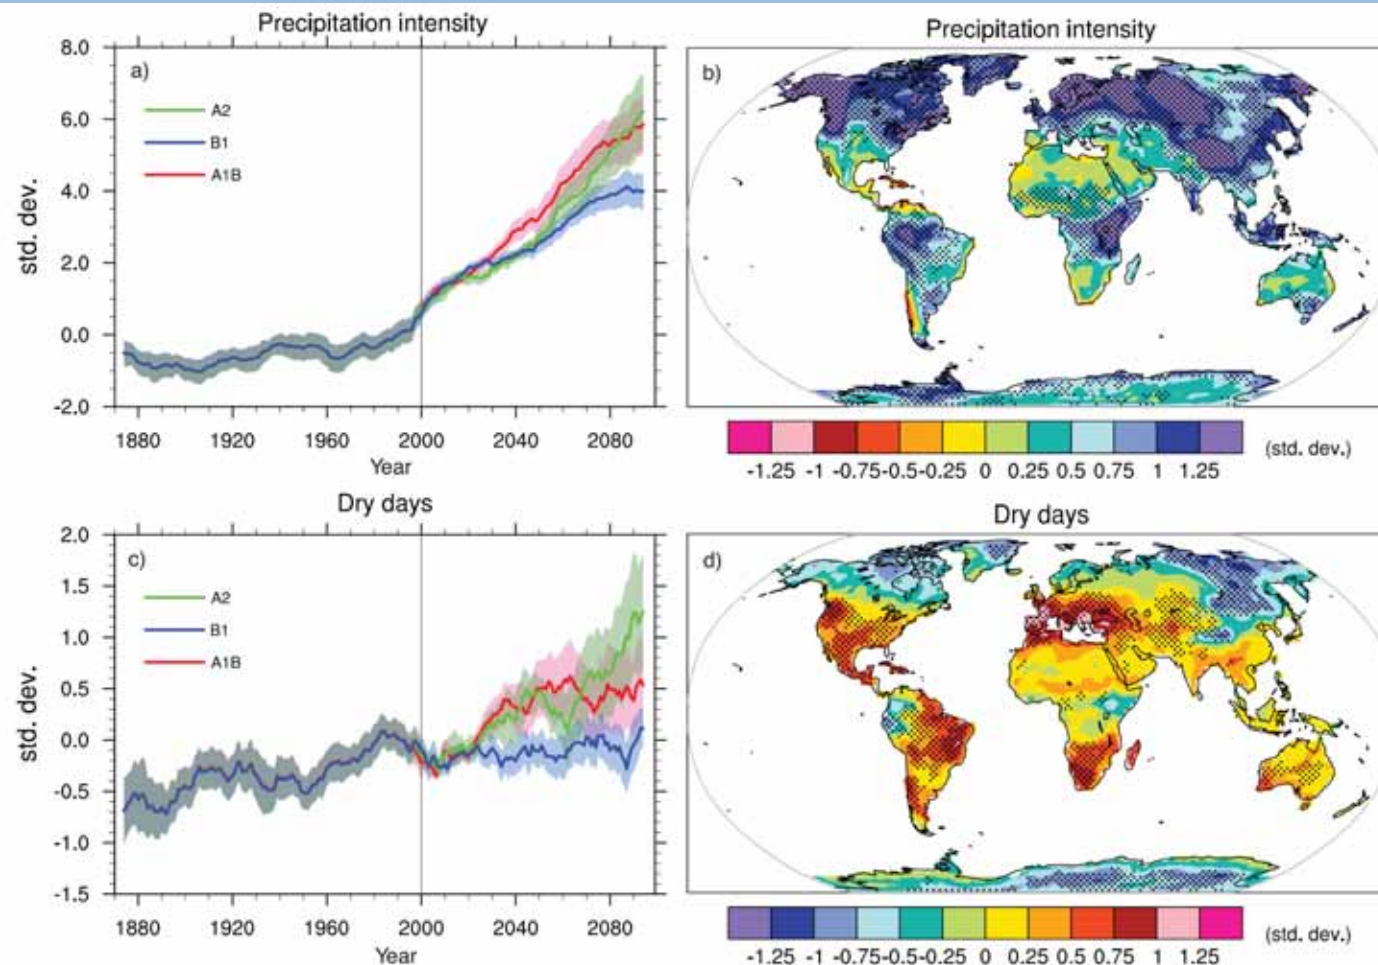 Precipitation intensity
8.0
6.0
4.0
2.0
0.0
-2.0
std. dev.
a)
A2
B1
A1B
1880 1920 1960 2000 2040 2080
Year
Precipitation intensity
b)
-1.25 -1 -0.75 -0.5 -0.25 0 0.25 0.5 0.75 1 1.25
(std. dev.)
Dry days
2.0
1.5
1.0
0.5
0.0
-0.5
-1.0
-1.5
std. dev.
c)
A2
B1
A1B
1880 1920 1960 2000 2040 2080
Year
Dry days
d)
-1.25 -1 -0.75 -0.5 -0.25 0 0.25 0.5 0.75 1 1.25
(std. dev.)